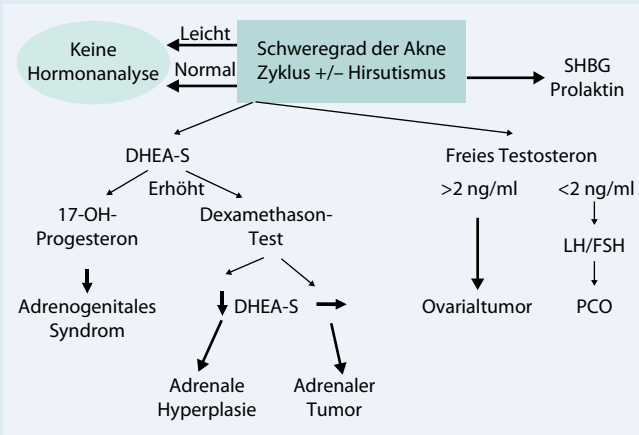 Keine
Hormonanalyse
Leicht
Normal
Schweregrad der Akne
Zyklus +/– Hirsutismus
SHBG
Prolaktin
DHEA-S
Erhöht
17-OH-
Progesteron
Dexamethason-
Test
Adrenogenitales
Syndrom
DHEA-S
Adrenale
Hyperplasie
Adrenaler
Tumor
Freies Testosteron
>2 ng/ml
<2 ng/ml
LH/FSH
Ovarialtumor
PCO